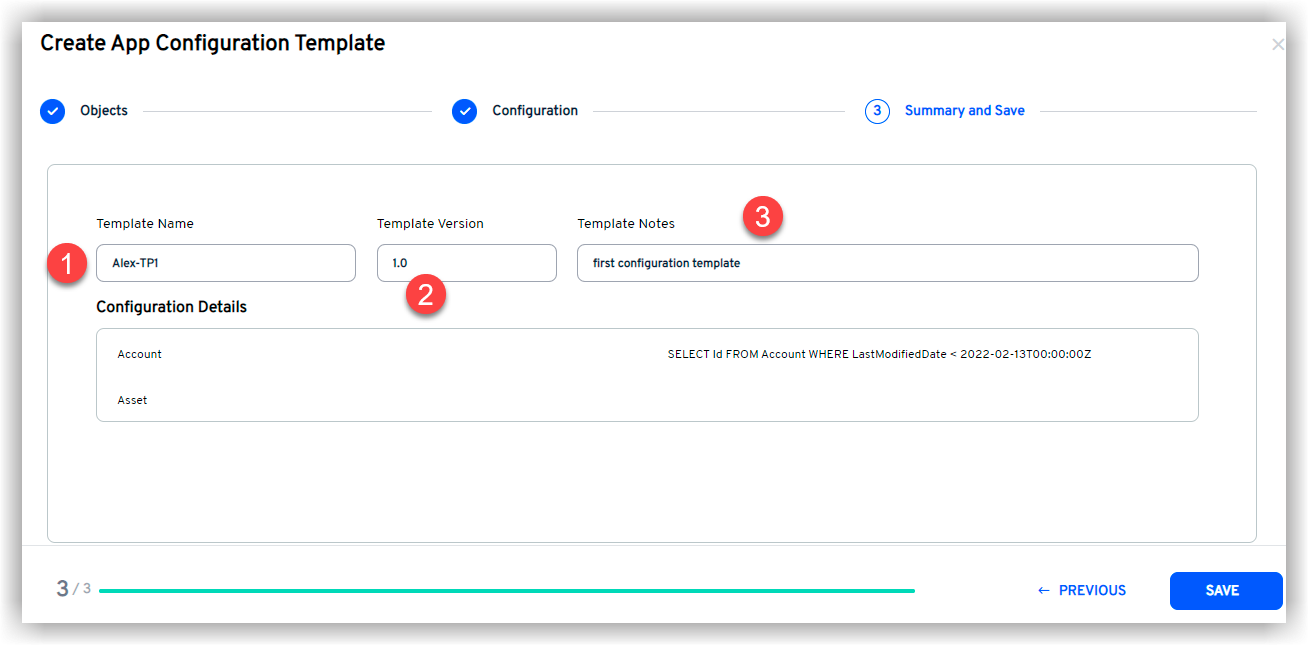 Create App Configuration Template
Objects
Configuration
3 Summary and Save
Template Name
Template Version
Template Notes
3
1
Alex-TP1
1.0
first configuration template
2
Configuration Details
Account SELECT Id FROM Account WHERE LastModifiedDate < 2022-02-13T00:00:00Z
Asset
3 / 3
← PREVIOUS
SAVE